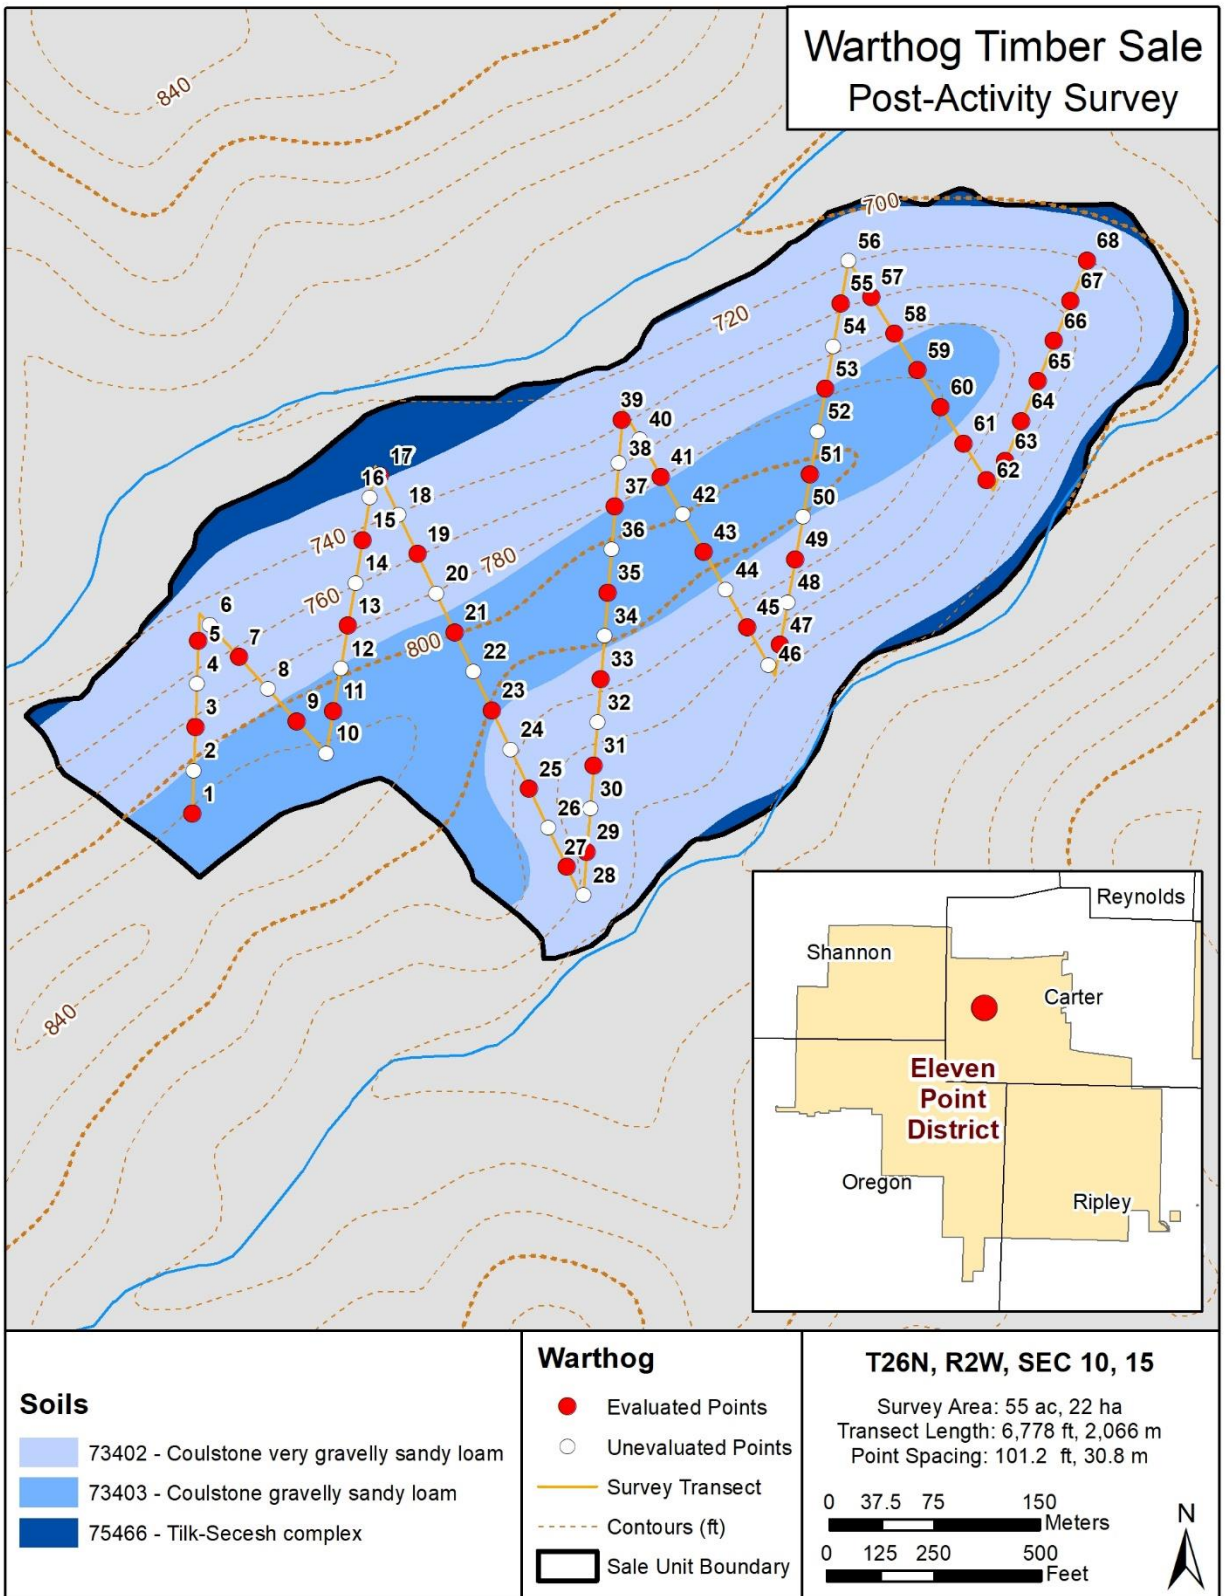 Warthog Timber Sale
Post-Activity Survey
840
700
720
740
760
780
800
840
1
2
3
4
5
6
7
8
9
10
11
12
13
14
15
16
17
18
19
20
21
22
23
24
25
26
27
28
29
30
31
32
33
34
35
36
37
38
39
40
41
42
43
44
45
46
47
48
49
50
51
52
53
54
55
56
57
58
59
60
61
62
63
64
65
66
67
68
Reynolds
Shannon
Carter
Eleven
Point
District
Oregon
Ripley
Soils
73402 - Coulstone very gravelly sandy loam
73403 - Coulstone gravelly sandy loam
75466 - Tilk-Secesh complex
Warthog
Evaluated Points
Unevaluated Points
Survey Transect
Contours (ft)
Sale Unit Boundary
T26N, R2W, SEC 10, 15
Survey Area: 55 ac, 22 ha
Transect Length: 6,778 ft, 2,066 m
Point Spacing: 101.2 ft, 30.8 m
0 37.5 75 150
Meters
0 125 250 500
Feet
N